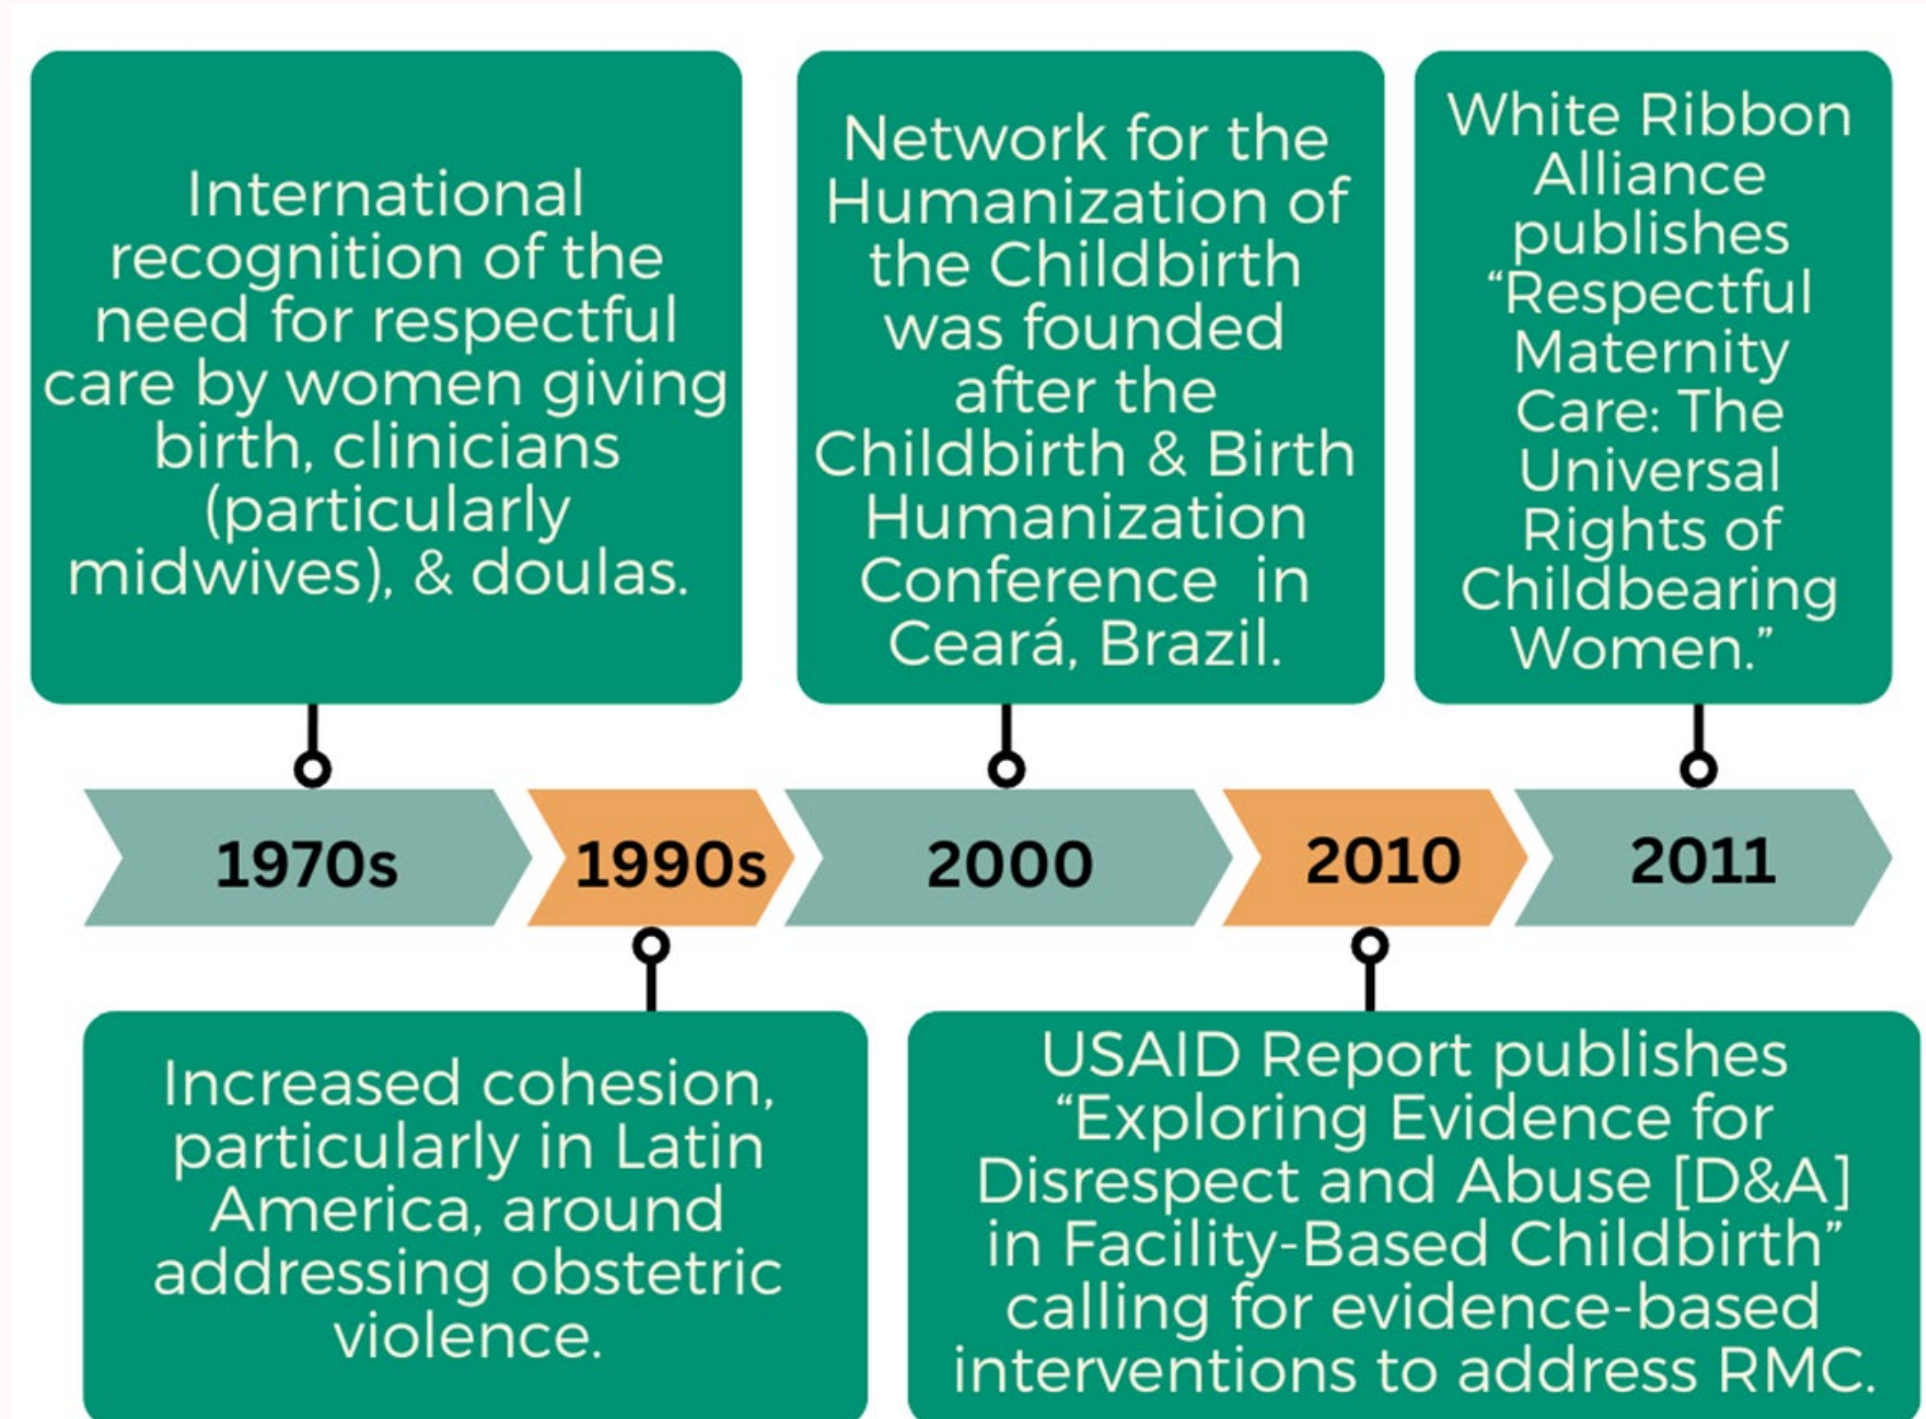 International
recognition of the
need for respectful
care by women giving
birth, clinicians
(particularly
midwives), & doulas.
Network for the
Humanization of
the Childbirth
was founded
after the
Childbirth & Birth
Humanization
Conference in
Ceará, Brazil.
White Ribbon
Alliance
publishes
“Respectful
Maternity
Care: The
Universal
Rights of
Childbearing
Women.”
1970s
1990s
2000
2010
2011
Increased cohesion,
particularly in Latin
America, around
addressing obstetric
violence.
USAID Report publishes
“Exploring Evidence for
Disrespect and Abuse [D&A]
in Facility-Based Childbirth”
calling for evidence-based
interventions to address RMC.